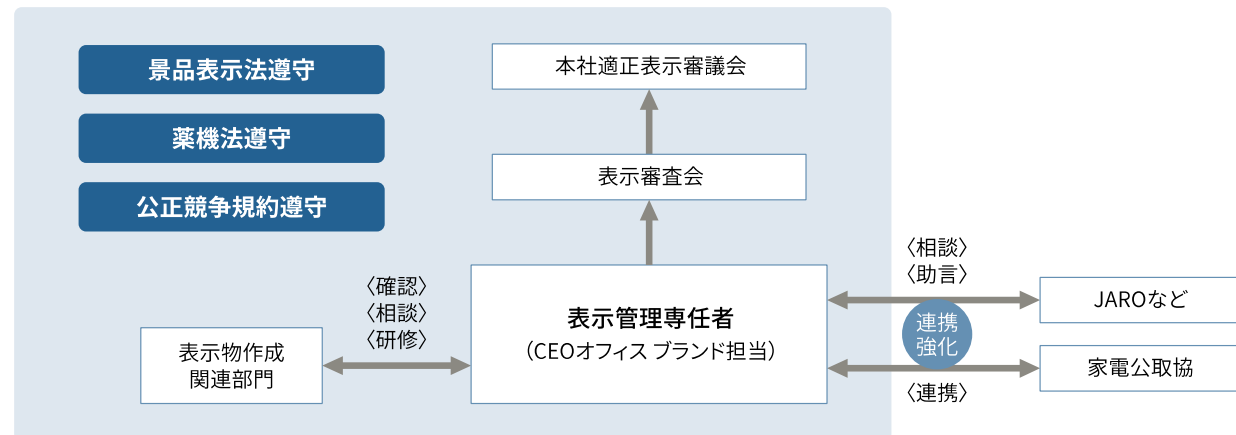 景品表示法遵守
薬機法遵守
公正競争規約遵守
本社適正表示審議会
表示審査会
表示管理専任者
（CEOオフィス ブランド担当）
〈確認〉
〈相談〉
〈研修〉
表示物作成
関連部門
〈相談〉
〈助言〉
連携
強化
〈連携〉
JAROなど
家電公取協